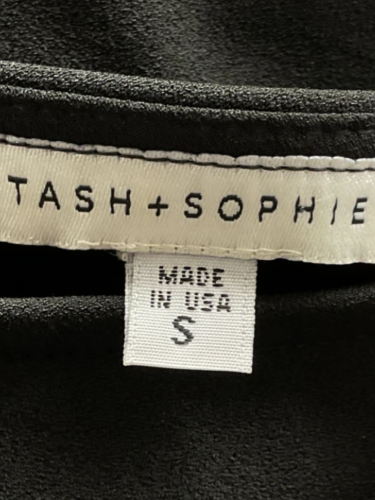 TASH + SOPHIE
MADE
IN USA
S